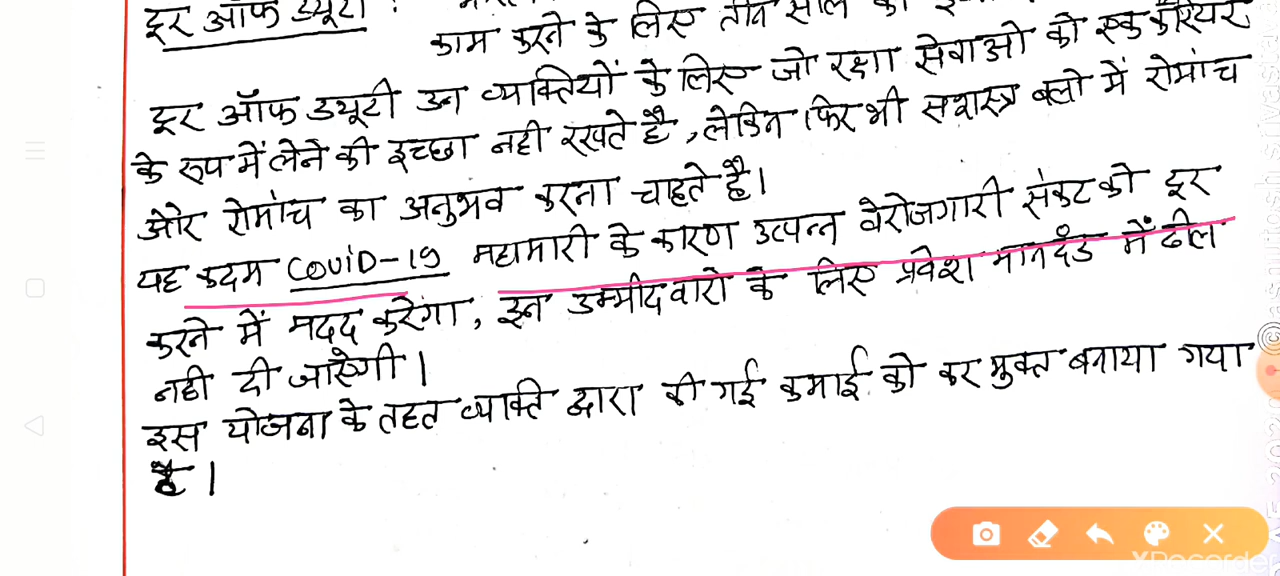 टूर ऑफ ड्यूटी :
काम करने के लिए तीन साल का
टूर ऑफ ड्यूटी उन व्यक्तियों के लिए जो रक्षा सेवाओ को एक करियर
के रूप में लेने की इच्छा नही रखते है, लेकिन फिर भी सशस्त्र बलो में रोमांच
और रोमांच का अनुभव करना चाहते है।
यह कदम COVID-19 महामारी के कारण उत्पन्न बेरोजगारी संकट को दूर
करने में मदद करेंगा, इन उम्मीदवारो के लिए प्रवेश मानदंड में ढील
नही दी जाएगी।
इस योजना के तहत व्यक्ति द्वारा की गई कमाई को कर मुक्त बनाया गया
है।
XRecorder